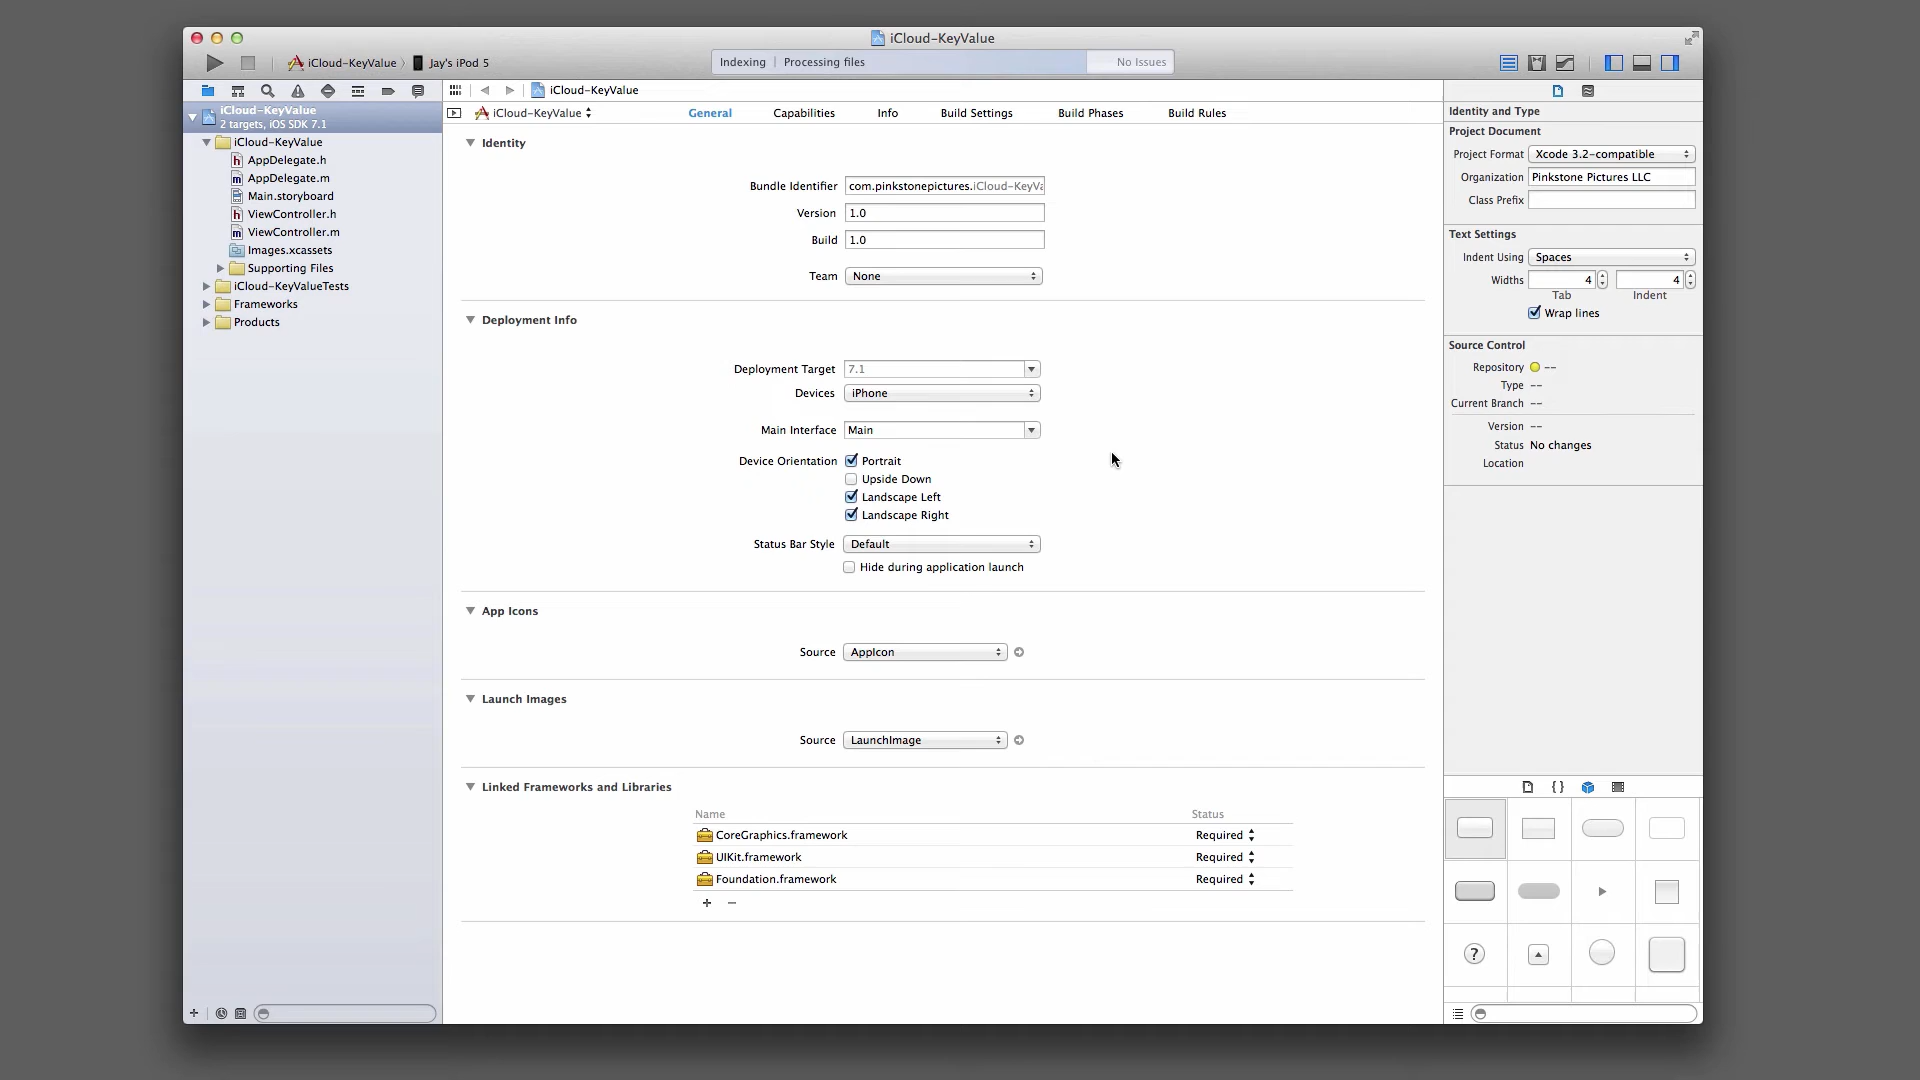 iCloud-KeyValue
iCloud-KeyValue Jay's iPod 5
Indexing Processing files No Issues
iCloud-KeyValue
2 targets, iOS SDK 7.1
iCloud-KeyValue
AppDelegate.h
AppDelegate.m
Main.storyboard
ViewController.h
ViewController.m
Images.xcassets
Supporting Files
iCloud-KeyValueTests
Frameworks
Products
iCloud-KeyValue
iCloud-KeyValue General Capabilities Info Build Settings Build Phases Build Rules
Identity
Bundle Identifier com.pinkstonepictures.iCloud-KeyVa
Version 1.0
Build 1.0
Team None
Deployment Info
Deployment Target 7.1
Devices iPhone
Main Interface Main
Device Orientation Portrait
Upside Down
Landscape Left
Landscape Right
Status Bar Style Default
Hide during application launch
App Icons
Source AppIcon
Launch Images
Source LaunchImage
Linked Frameworks and Libraries
Name Status
CoreGraphics.framework Required
UIKit.framework Required
Foundation.framework Required
Identity and Type
Project Document
Project Format Xcode 3.2-compatible
Organization Pinkstone Pictures LLC
Class Prefix
Text Settings
Indent Using Spaces
Widths 4 4
Tab Indent
Wrap lines
Source Control
Repository --
Type --
Current Branch --
Version --
Status No changes
Location